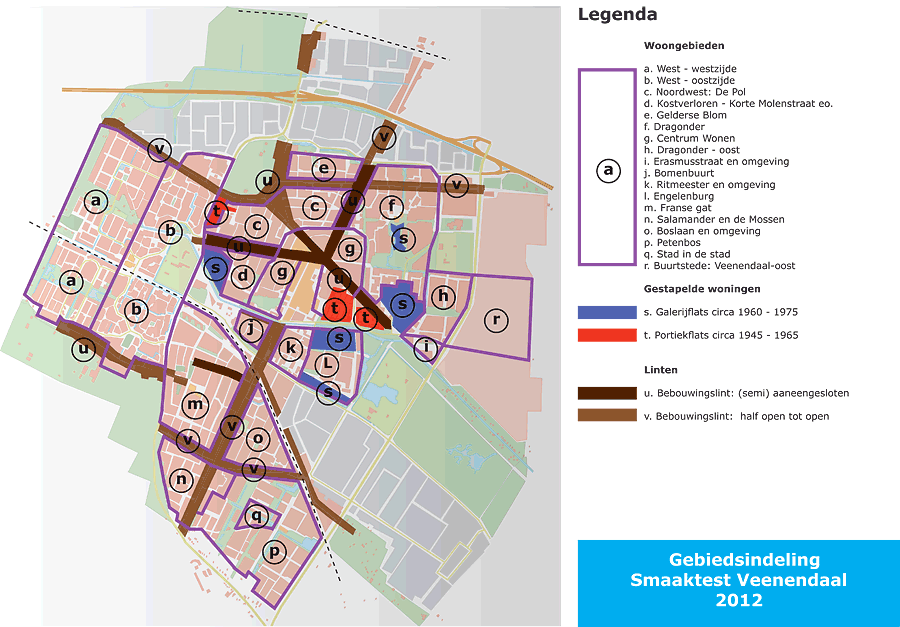 Legenda
Woongebieden
a. West - westzijde
b. West - oostzijde
c. Noordwest: De Pol
d. Kostverloren - Korte Molenstraat eo.
e. Gelderse Blom
f. Dragonder
g. Centrum Wonen
h. Dragonder - oost
i. Erasmusstraat en omgeving
j. Bomenbuurt
k. Ritmeester en omgeving
l. Engelenburg
m. Franse gat
n. Salamander en de Mossen
o. Boslaan en omgeving
p. Petenbos
q. Stad in de stad
r. Buurtstede: Veenendaal-oost
a
Gestapelde woningen
s. Galerijflats circa 1960 - 1975
t. Portiekflats circa 1945 - 1965
Linten
u. Bebouwingslint: (semi) aaneengesloten
v. Bebouwingslint: half open tot open
Gebiedsindeling
Smaaktest Veenendaal
2012
v
v
e
u
v
a
t
c
c
u
f
b
u
g
s
s
d
g
u
a
b
t
t
s
h
r
j
s
i
u
k
L
s
m
v
v
o
v
n
q
p